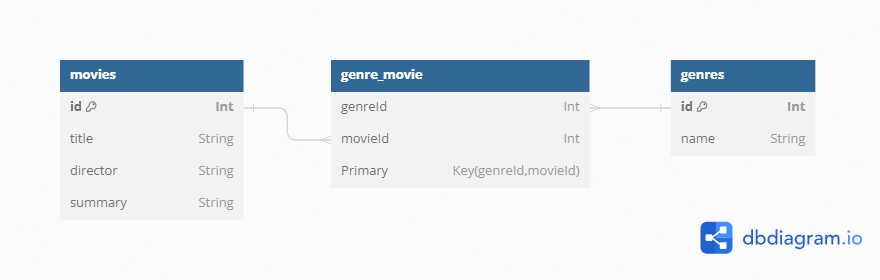 movies
id Int
title String
director String
summary String
genre_movie
genreId Int
movieId Int
Primary Key(genreId,movieId)
genres
id Int
name String
dbdiagram.io